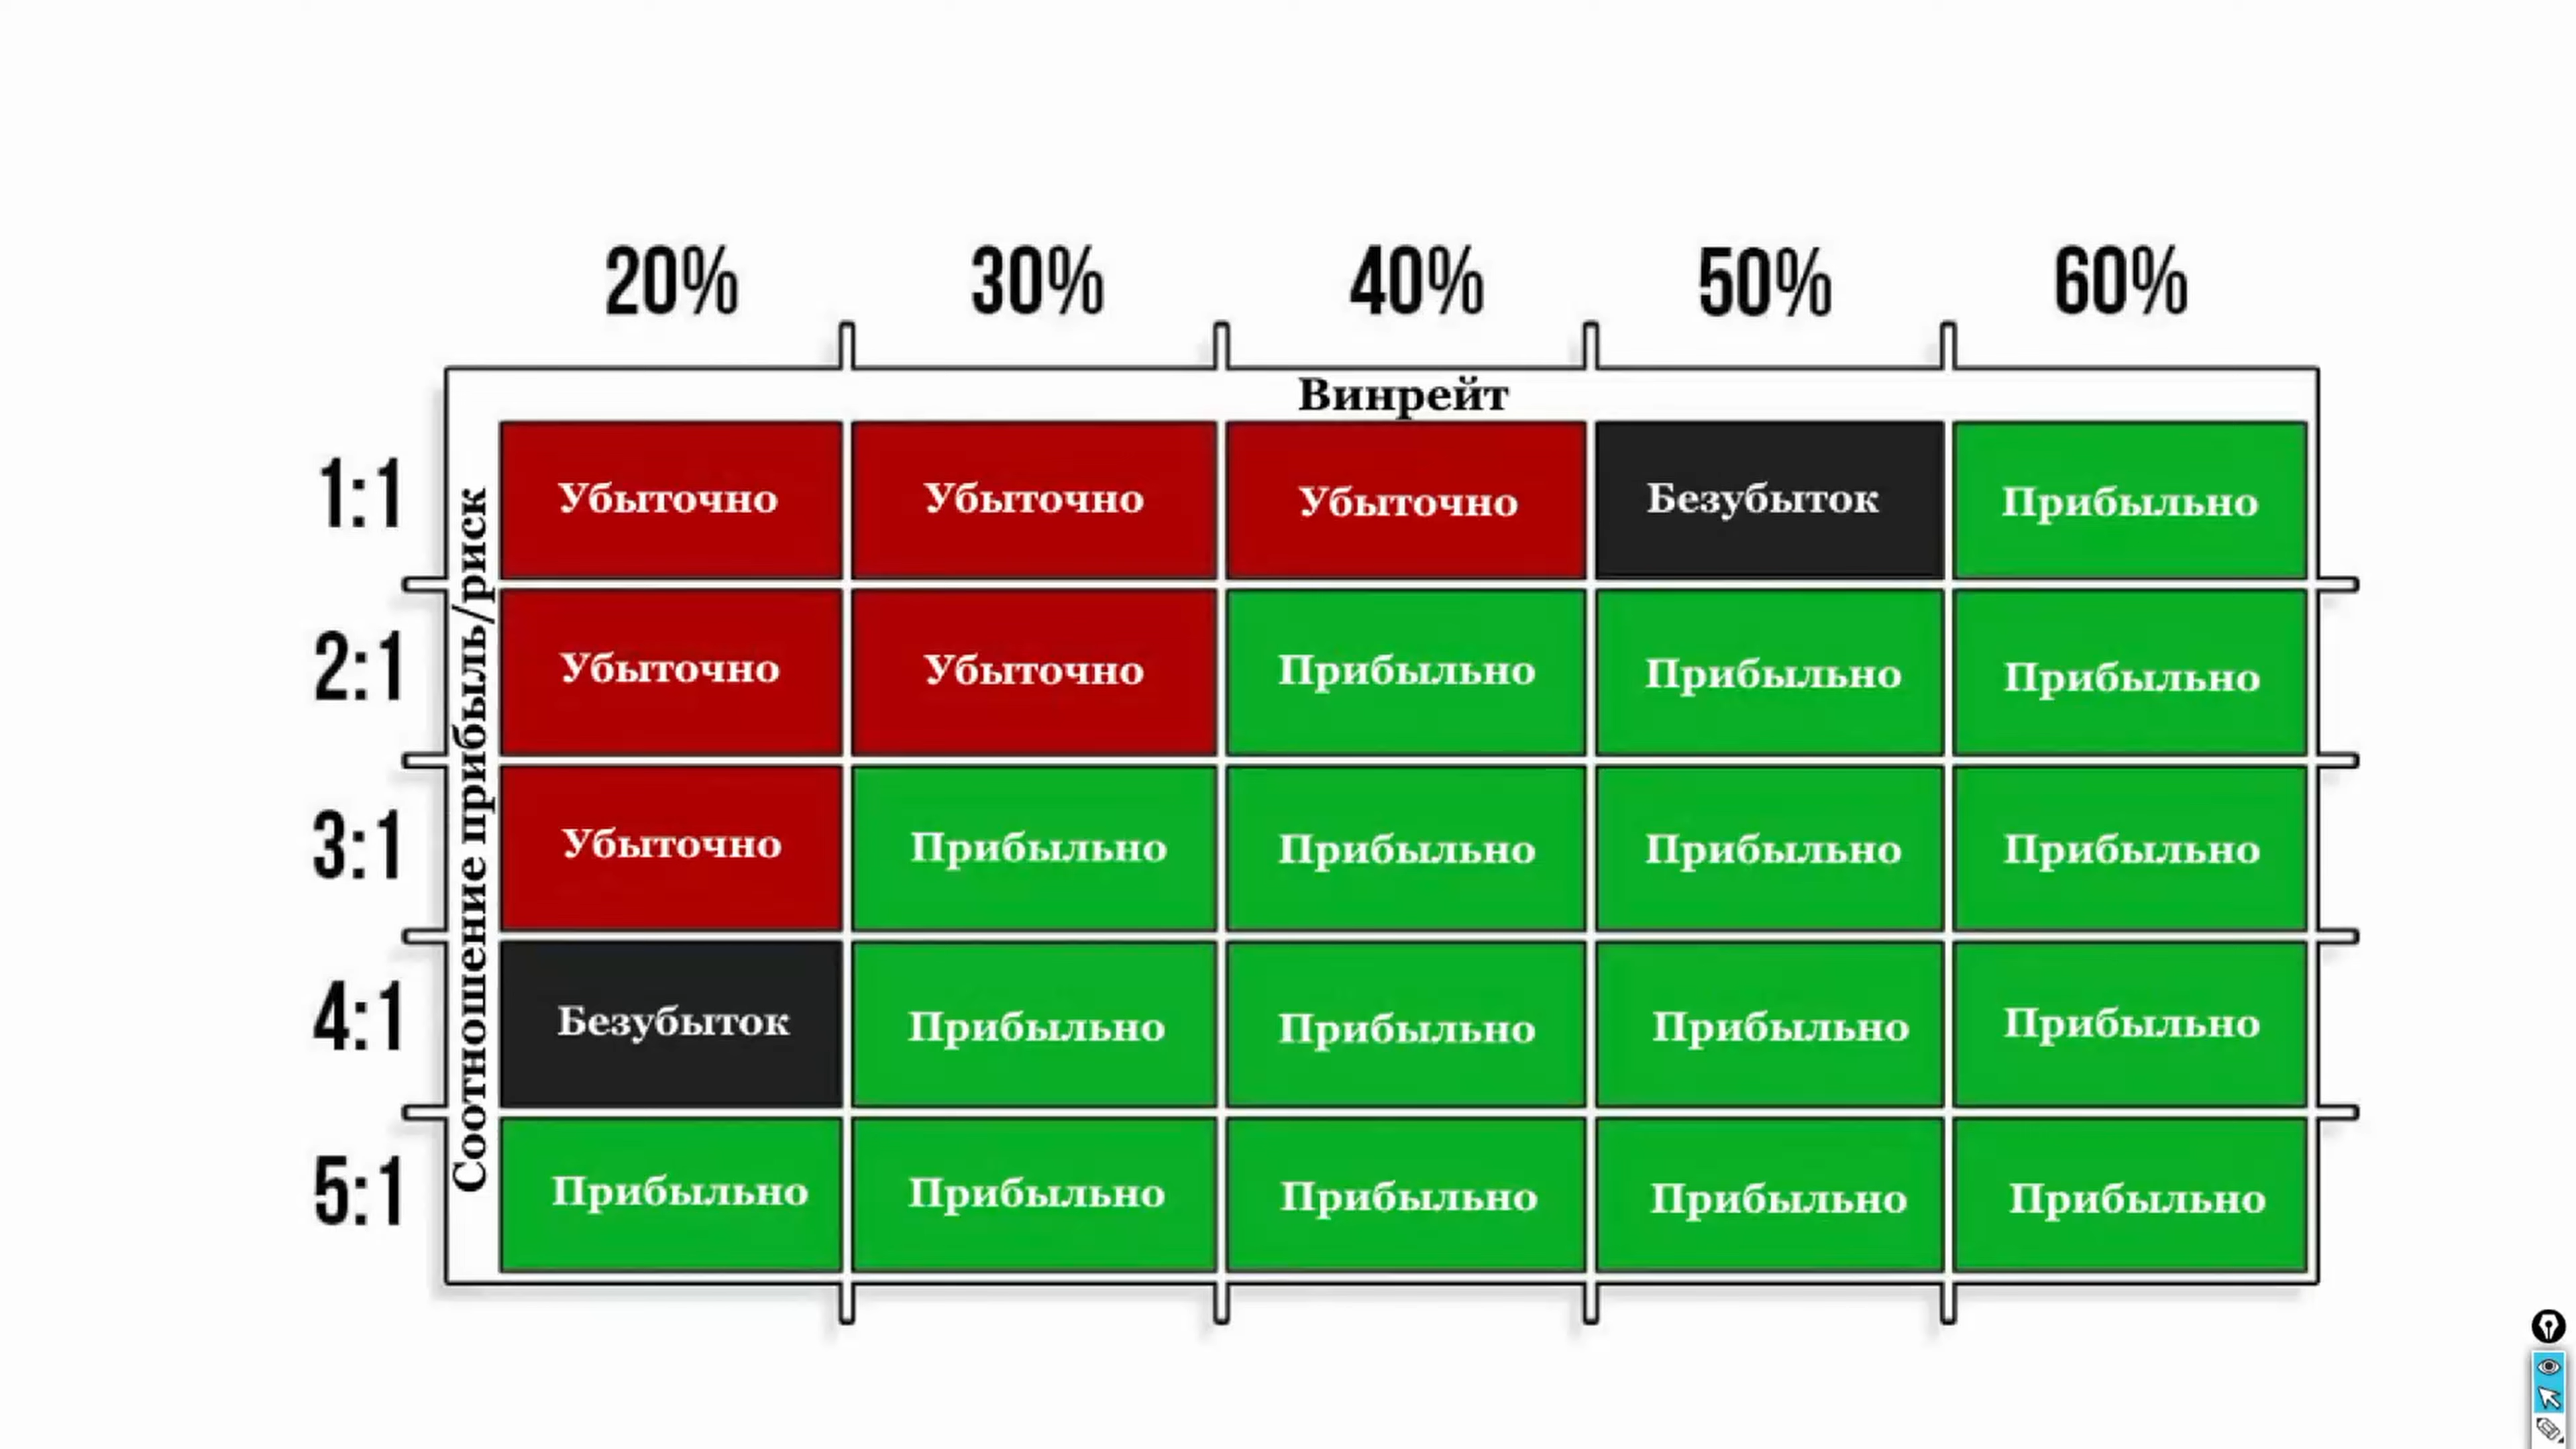 20% 30% 40% 50% 60%
Винрейт
Соотношение прибыль/риск
1:1 Убыточно Убыточно Убыточно Безубыток Прибыльно
2:1 Убыточно Убыточно Прибыльно Прибыльно Прибыльно
3:1 Убыточно Прибыльно Прибыльно Прибыльно Прибыльно
4:1 Безубыток Прибыльно Прибыльно Прибыльно Прибыльно
5:1 Прибыльно Прибыльно Прибыльно Прибыльно Прибыльно